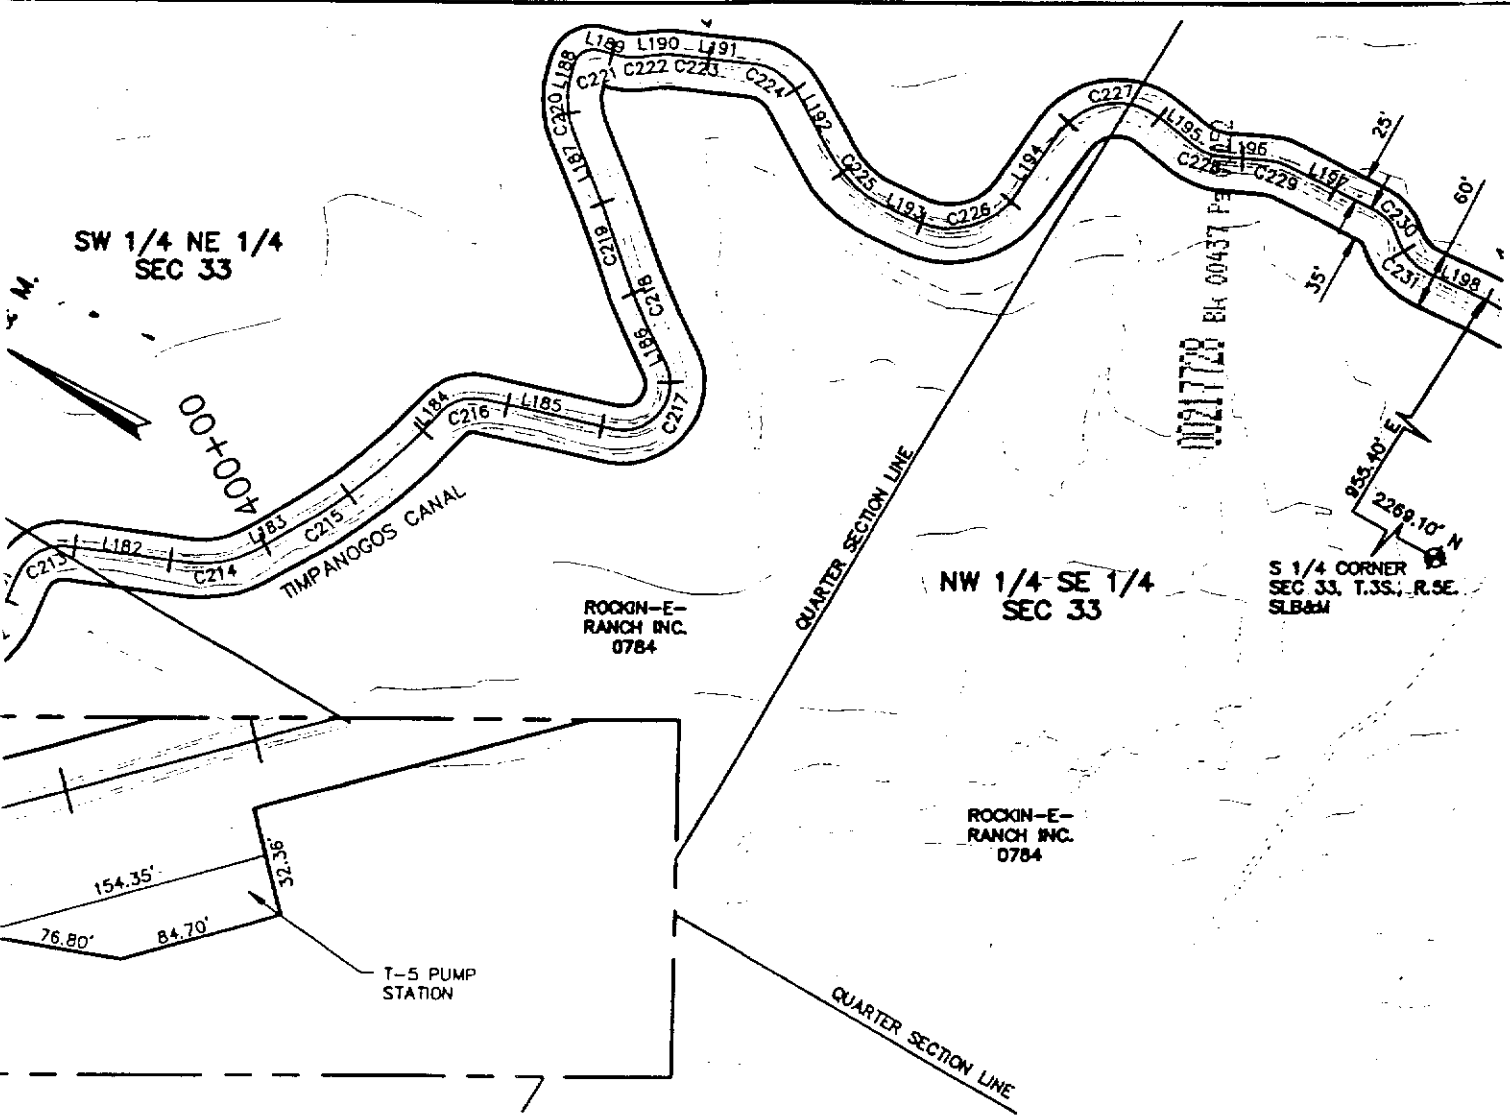 L189 L190 L191
L188
C221 C222 C223 C224
C220
L187
L192
C219
C218
L186
C217
L185
C216
L184
C225
L193
C226
L194
C227
L195
C228
L196
C229
L197
25'
60'
C230
C231
L198
35'
SW 1/4 NE 1/4
SEC 33
M.
400+00
L183
C215
L182
C213
C214
TIMPANOGOS CANAL
00217728 Bk 00437
QUARTER SECTION LINE
955.40' E
2269.10' N
S 1/4 CORNER
SEC 33, T.3S., R.5E.
SLB&M
NW 1/4 SE 1/4
SEC 33
ROCKIN-E-
RANCH INC.
0784
ROCKIN-E-
RANCH INC.
0784
32.36'
154.35'
76.80'
84.70'
T-5 PUMP
STATION
QUARTER SECTION LINE